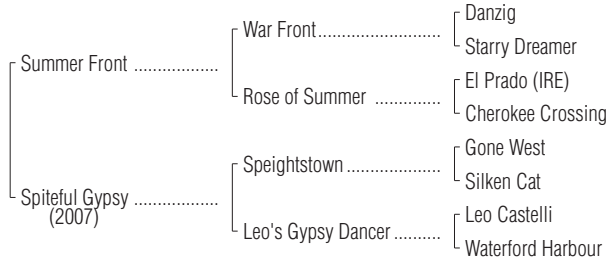 Danzig
War Front
Starry Dreamer
Summer Front
El Prado (IRE)
Rose of Summer
Cherokee Crossing
Gone West
Speightstown
Silken Cat
Spiteful Gypsy
(2007)
Leo Castelli
Leo's Gypsy Dancer
Waterford Harbour